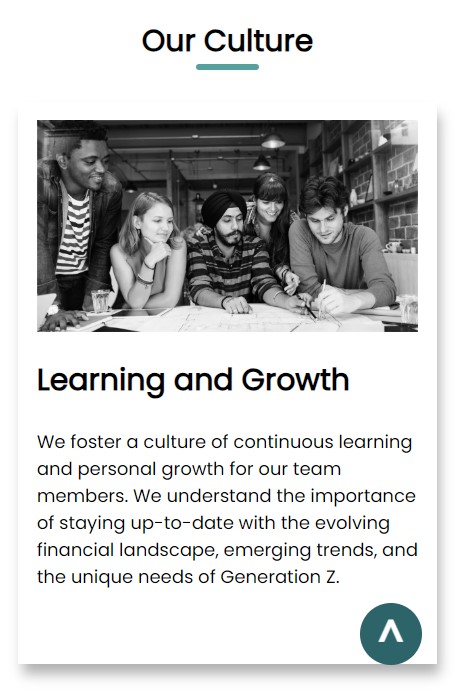 Our Culture
Learning and Growth
We foster a culture of continuous learning
and personal growth for our team
members. We understand the importance
of staying up-to-date with the evolving
financial landscape, emerging trends, and
the unique needs of Generation Z.